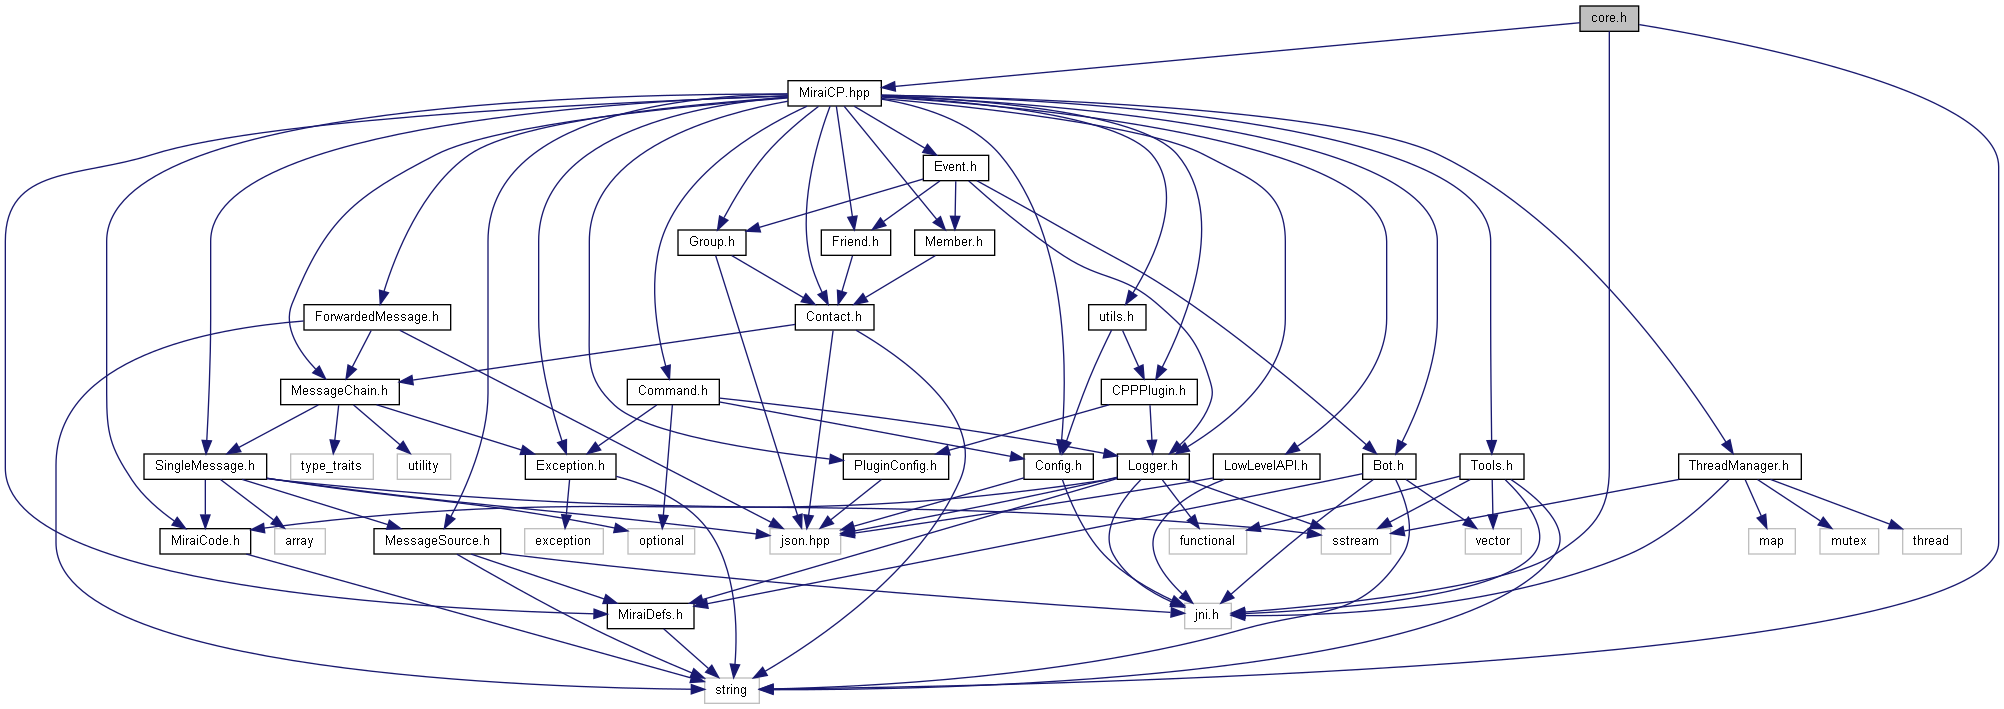 core.h
MiraiCP.hpp
Event.h
Group.h
Friend.h
Member.h
ForwardedMessage.h
Contact.h
utils.h
MessageChain.h
Command.h
CPPPlugin.h
SingleMessage.h
type_traits
utility
Exception.h
PluginConfig.h
Config.h
Logger.h
LowLevelAPI.h
Bot.h
Tools.h
ThreadManager.h
MiraiCode.h
array
MessageSource.h
exception
optional
json.hpp
functional
sstream
vector
map
mutex
thread
MiraiDefs.h
jni.h
string